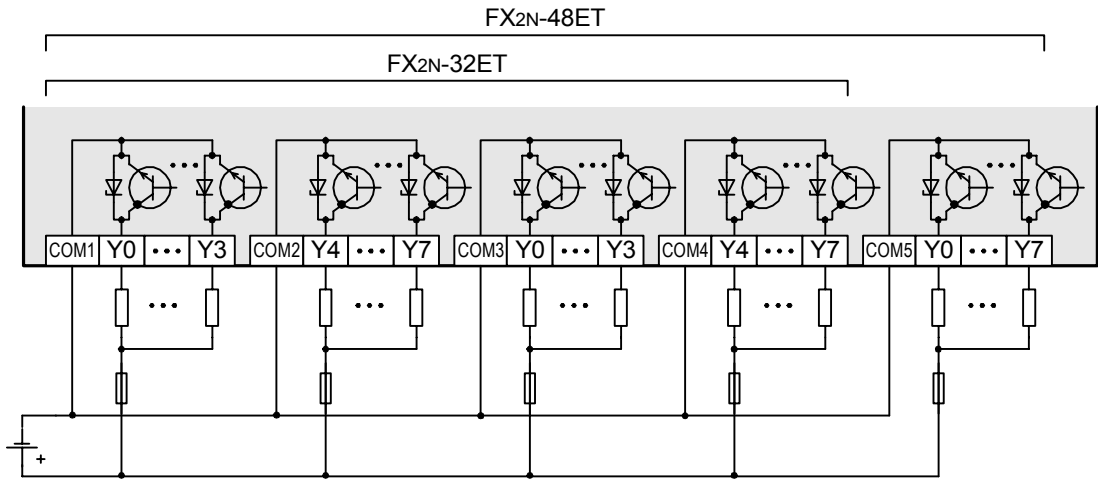 FX2N-48ET
FX2N-32ET
COM1 Y0 ••• Y3 COM2 Y4 ••• Y7 COM3 Y0 ••• Y3 COM4 Y4 ••• Y7 COM5 Y0 ••• Y7
+